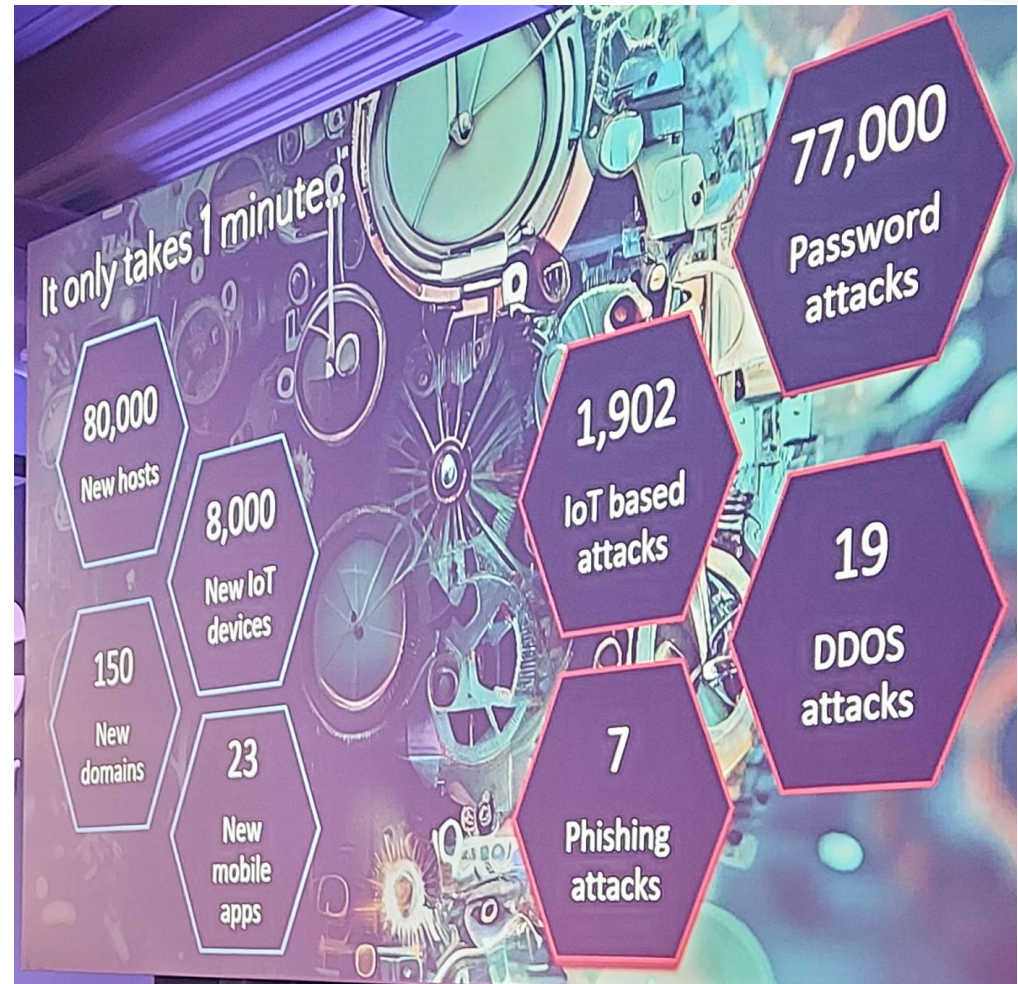 It only takes 1 minute...
80,000
New hosts
8,000
New IoT
devices
150
New
domains
23
New
mobile
apps
77,000
Password
attacks
1,902
IoT based
attacks
19
DDOS
attacks
7
Phishing
attacks